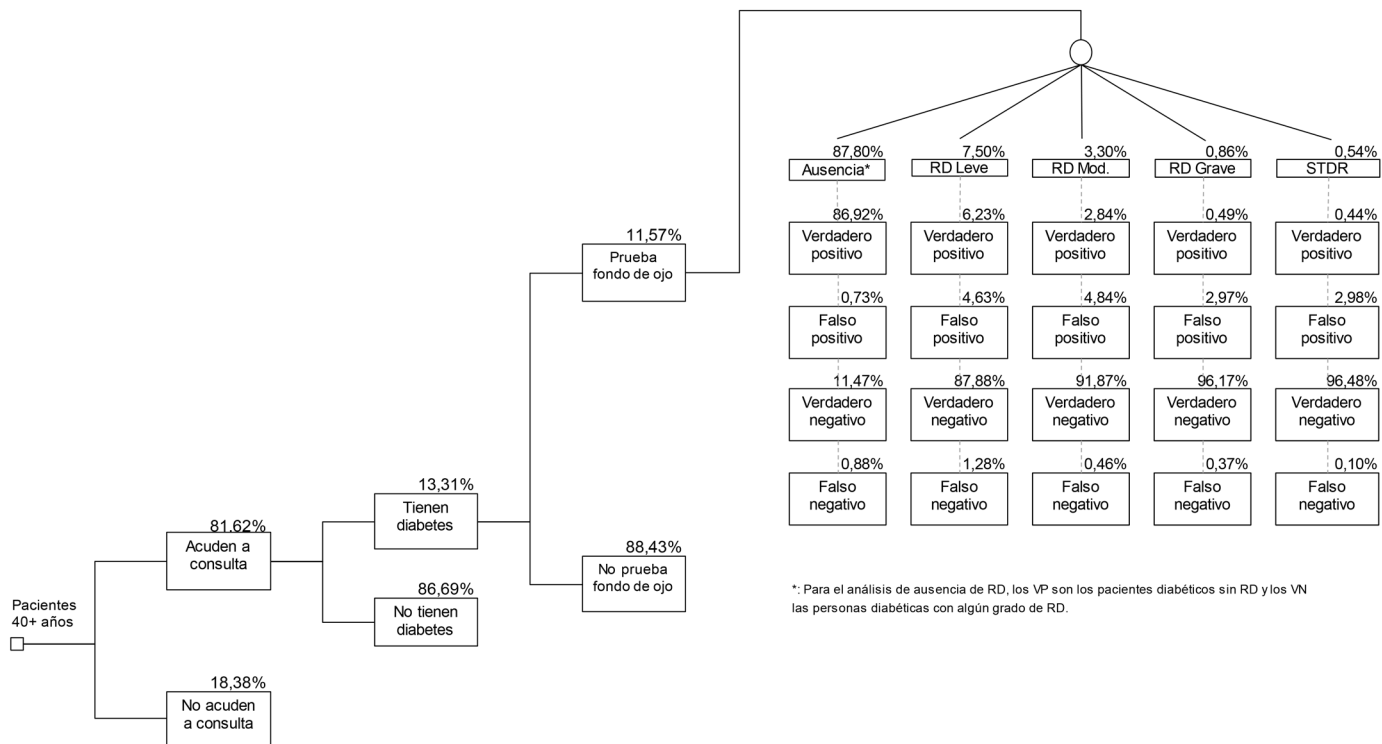 87,80%
Ausencia*
7,50%
RD Leve
3,30%
RD Mod.
0,86%
RD Grave
0,54%
STDR
86,92%
Verdadero
positivo
6,23%
Verdadero
positivo
2,84%
Verdadero
positivo
0,49%
Verdadero
positivo
0,44%
Verdadero
positivo
0,73%
Falso
positivo
4,63%
Falso
positivo
4,84%
Falso
positivo
2,97%
Falso
positivo
2,98%
Falso
positivo
11,47%
Verdadero
negativo
87,88%
Verdadero
negativo
91,87%
Verdadero
negativo
96,17%
Verdadero
negativo
96,48%
Verdadero
negativo
0,88%
Falso
negativo
1,28%
Falso
negativo
0,46%
Falso
negativo
0,37%
Falso
negativo
0,10%
Falso
negativo
11,57%
Prueba
fondo de ojo
88,43%
No prueba
fondo de ojo
13,31%
Tienen
diabetes
86,69%
No tienen
diabetes
81.62%
Acuden a
consulta
18,38%
No acuden
a consulta
Pacientes
40+ años
*: Para el análisis de ausencia de RD, los VP son los pacientes diabéticos sin RD y los VN
las personas diabéticas con algún grado de RD.